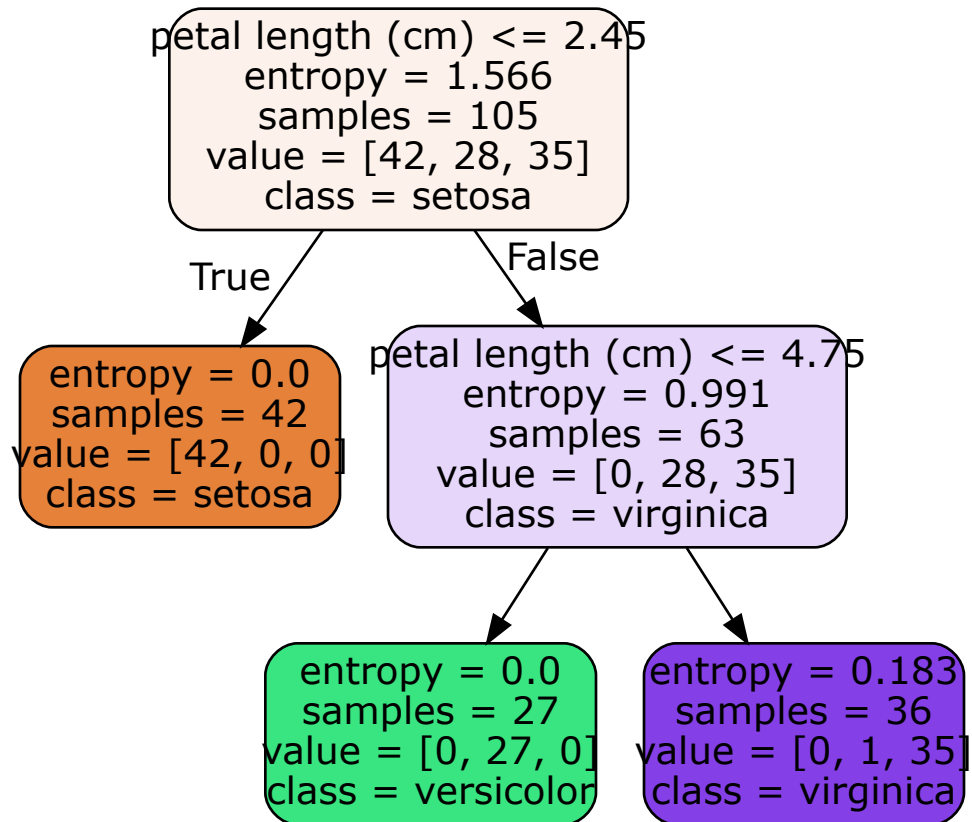 petal length (cm) <= 2.45
entropy = 1.566
samples = 105
value = [42, 28, 35]
class = setosa
True
False
entropy = 0.0
samples = 42
value = [42, 0, 0]
class = setosa
petal length (cm) <= 4.75
entropy = 0.991
samples = 63
value = [0, 28, 35]
class = virginica
entropy = 0.0
samples = 27
value = [0, 27, 0]
class = versicolor
entropy = 0.183
samples = 36
value = [0, 1, 35]
class = virginica